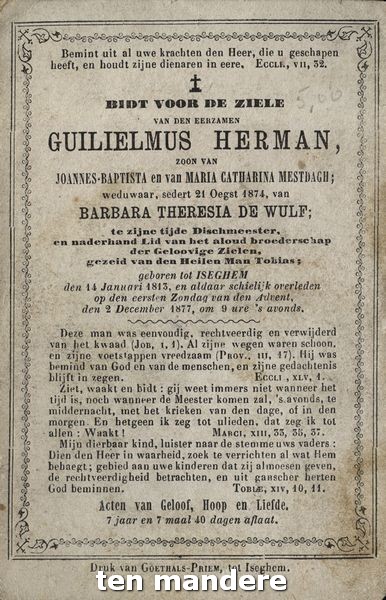 Bemint uit al uwe krachten den Heer, die u geschapen
heeft, en houdt zijne dienaren in eere. Eccle, vii, 32.
BIDT VOOR DE ZIELE
VAN DEN EERZAMEN
GUILIELMUS HERMAN,
ZOON VAN
JOANNES-BAPTISTA en van MARIA CATHARINA MESTDAGH;
weduwaar, sedert 21 Oegst 1874, van
BARBARA THERESIA DE WULF;
te zijne tijde Dischmeester,
en naderhand Lid van het aloud broederschap
der Geloovige Zielen,
gezeid van den Heilen Man Tobias;
geboren tot ISEGHEM
den 14 Januari 1813, en aldaar schielijk overleden
op den eersten Zondag van den Advent,
den 2 December 1877, om 9 ure 's avonds.
Deze man was eenvoudig, rechtveerdig en verwijderd
van het kwaad (Job, 1, 1). Al zijne wegen waren schoon,
en zijne voetstappen vreedzaam (Prov., iii, 17). Hij was
bemind van God en van de menschen, en zijne gedachtenis
blijft in zegen. Eccli, xlv, 1.
Ziet, waakt en bidt: gij weet immers niet wanneer het
tijd is, noch wanneer de Meester komen zal, 's avonds, te
middernacht, met het krieken van den dage, of in den
morgen. En hetgeen ik zeg tot ulieden, dat zeg ik tot
allen: Waakt! Marci, xiii, 33, 35, 37.
Mijn dierbaar kind, luister naar de stemme uws vaders:
Dien den Heer in waarheid, zoek te verrichten al wat Hem
behaegt; gebied aan uwe kinderen dat zij almoesen geven,
de rechtveerdigheid betrachten, en uit ganscher herten
God beminnen. Tobiæ, xiv, 10, 11.
Acten van Geloof, Hoop en Liefde.
7 jaar en 7 maal 40 dagen aflaat.
Druk van Goethals-Priem, tot Iseghem.
ten mandere